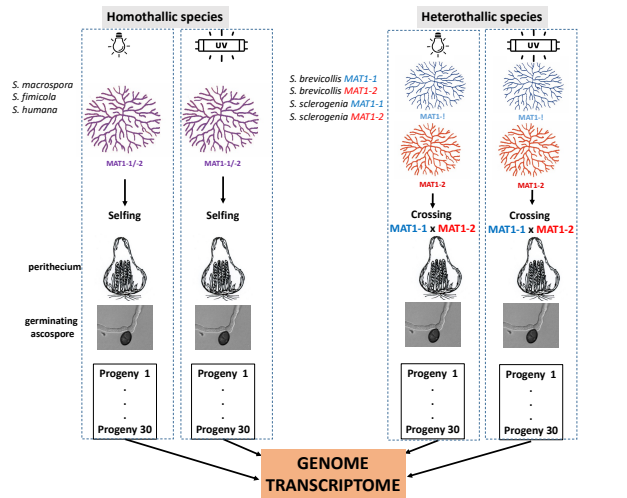 Homothallic species
Heterothallic species
UV
UV
S. macrospora
S. fimicola
S. humana
S. brevicollis MAT1-1
S. brevicollis MAT1-2
S. sclerogenia MAT1-1
S. sclerogenia MAT1-2
MAT1-1/-2
MAT1-1/-2
MAT1-!
MAT1-!
MAT1-2
MAT1-2
Selfing
Selfing
Crossing
MAT1-1 x MAT1-2
Crossing
MAT1-1 x MAT1-2
perithecium
germinating
ascospore
Progeny 1
.
.
.
Progeny 30
Progeny 1
.
.
.
Progeny 30
Progeny 1
.
.
.
Progeny 30
Progeny 1
.
.
.
Progeny 30
GENOME
TRANSCRIPTOME